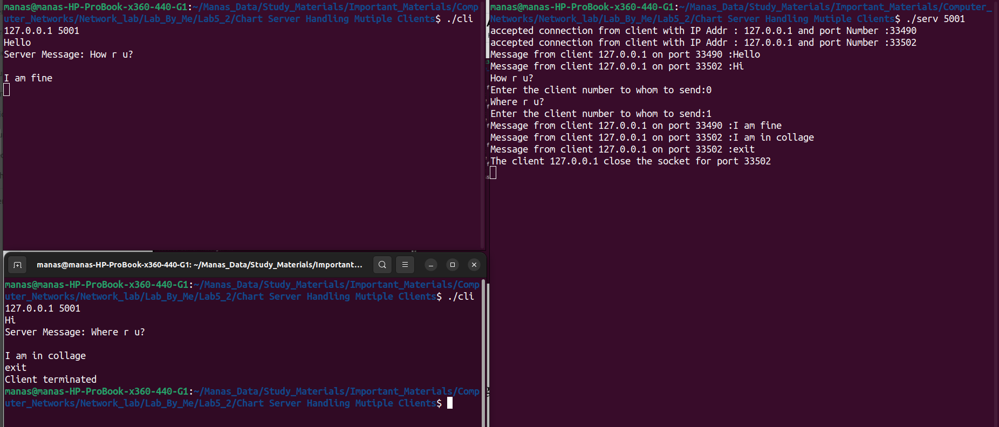 manas@manas-HP-ProBook-x360-440-G1:~/Manas_Data/Study_Materials/Important_Materials/Comp
uter_Networks/Network_lab/Lab_By_Me/Lab5_2/Chart Server Handling Mutiple Clients$ ./cli
127.0.0.1 5001
Hello
Server Message: How r u?
I am fine
manas@manas-HP-ProBook-x360-440-G1: ~/Manas_Data/Study_Materials/Important...
manas@manas-HP-ProBook-x360-440-G1:~/Manas_Data/Study_Materials/Important_Materials/Comp
uter_Networks/Network_lab/Lab_By_Me/Lab5_2/Chart Server Handling Mutiple Clients$ ./cli
127.0.0.1 5001
Hi
Server Message: Where r u?
I am in collage
exit
Client terminated
manas@manas-HP-ProBook-x360-440-G1:~/Manas_Data/Study_Materials/Important_Materials/Comp
uter_Networks/Network_lab/Lab_By_Me/Lab5_2/Chart Server Handling Mutiple Clients$
manas@manas-HP-ProBook-x360-440-G1:~/Manas_Data/Study_Materials/Important_Materials/Computer_
Networks/Network_lab/Lab_By_Me/Lab5_2/Chart Server Handling Mutiple Clients$ ./serv 5001
accepted connection from client with IP Addr : 127.0.0.1 and port Number :33490
accepted connection from client with IP Addr : 127.0.0.1 and port Number :33502
Message from client 127.0.0.1 on port 33490 :Hello
Message from client 127.0.0.1 on port 33502 :Hi
How r u?
Enter the client number to whom to send:0
Where r u?
Enter the client number to whom to send:1
Message from client 127.0.0.1 on port 33490 :I am fine
Message from client 127.0.0.1 on port 33502 :I am in collage
Message from client 127.0.0.1 on port 33502 :exit
The client 127.0.0.1 close the socket for port 33502